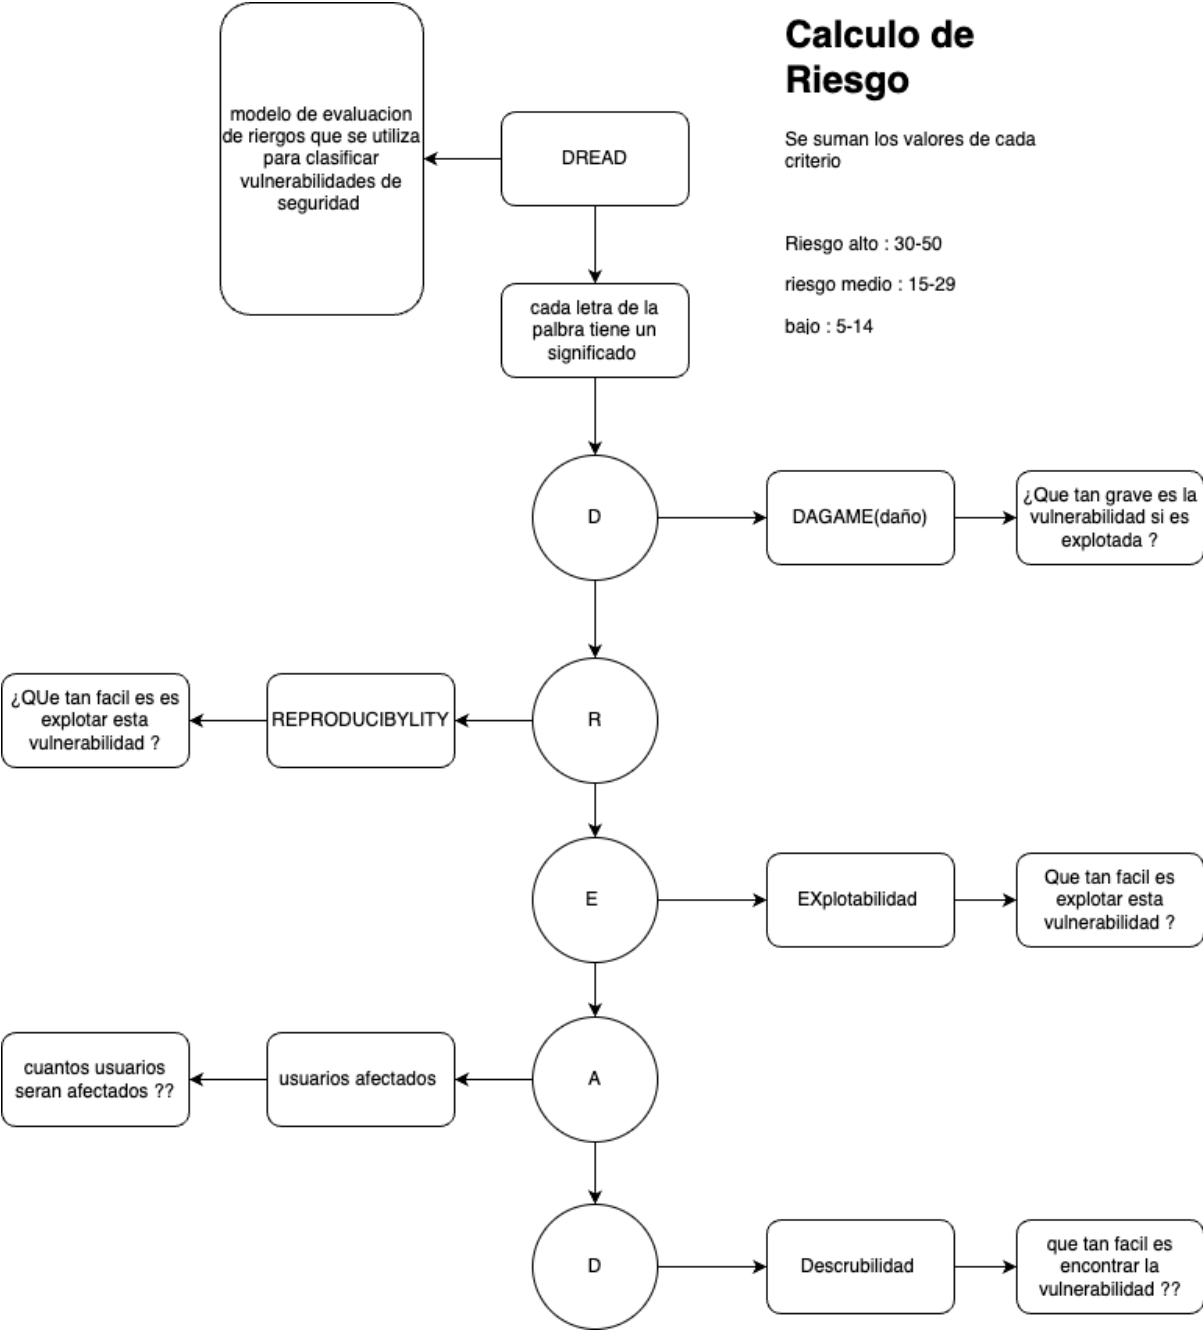 Calculo de
Riesgo
Se suman los valores de cada
criterio
Riesgo alto : 30-50
riesgo medio : 15-29
bajo : 5-14
modelo de evaluacion
de riergos que se utiliza
para clasificar
vulnerabilidades de
seguridad
DREAD
cada letra de la
palbra tiene un
significado
D
DAGAME(daño)
¿Que tan grave es la
vulnerabilidad si es
explotada ?
¿QUe tan facil es es
explotar esta
vulnerabilidad ?
REPRODUCIBYLITY
R
E
EXplotabilidad
Que tan facil es
explotar esta
vulnerabilidad ?
cuantos usuarios
seran afectados ??
usuarios afectados
A
D
Descrubilidad
que tan facil es
encontrar la
vulnerabilidad ??